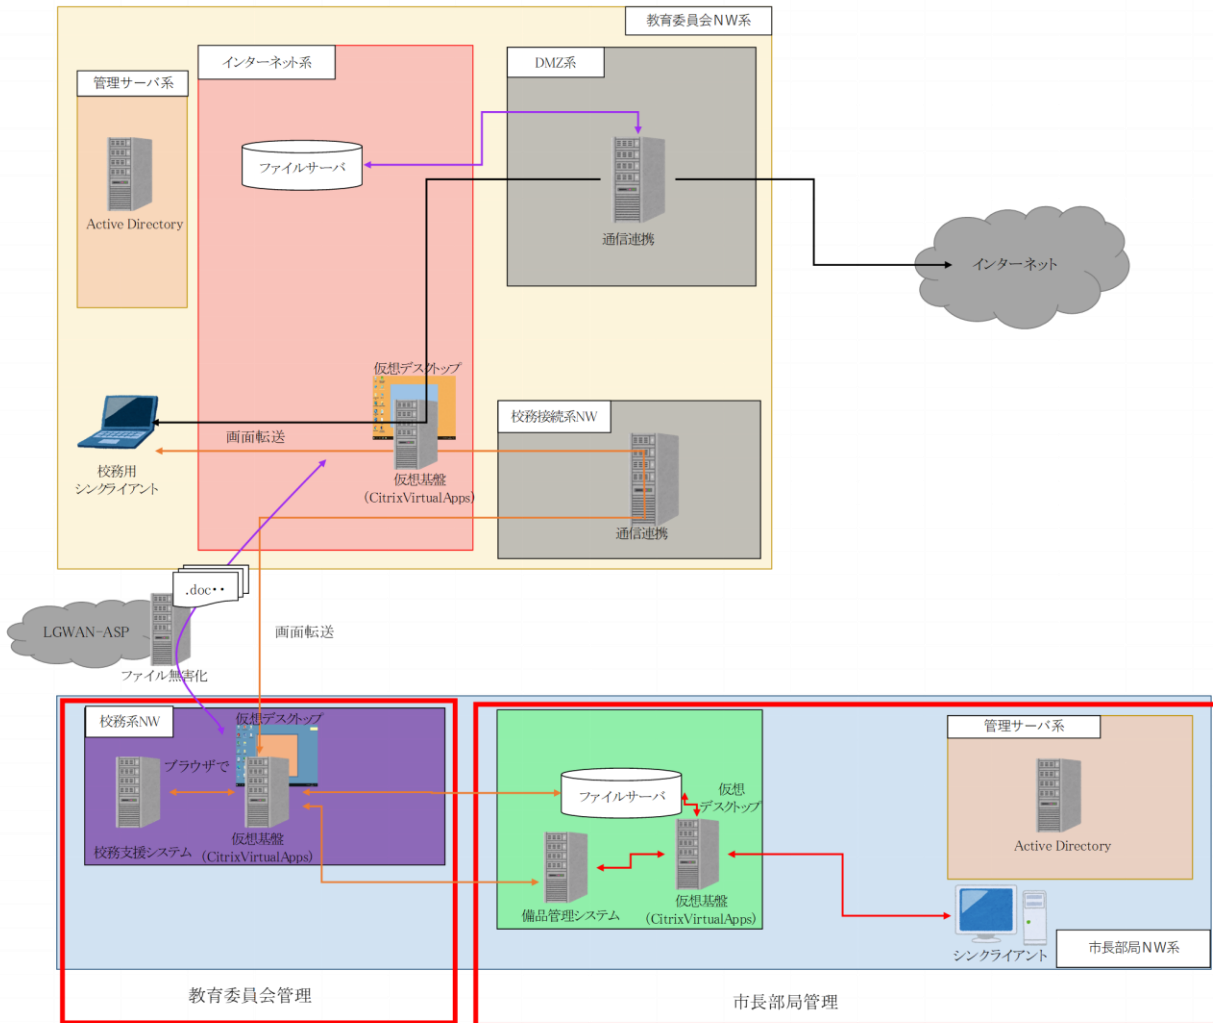 教育委員会NW系
インターネット系
DMZ系
管理サーバ系
ファイルサーバ
Active Directory
通信連携
インターネット
仮想デスクトップ
校務接続系NW
画面転送
校務用
シンクライアント
仮想基盤
(CitrixVirtualApps)
通信連携
.doc‥
LGWAN-ASP
画面転送
ファイル無害化
校務系NW
仮想デスクトップ
管理サーバ系
ブラウザで
ファイルサーバ
仮想
デスクトップ
校務支援システム
仮想基盤
(CitrixVirtualApps)
Active Directory
備品管理システム
仮想基盤
(CitrixVirtualApps)
シンクライアント
市長部局NW系
教育委員会管理
市長部局管理